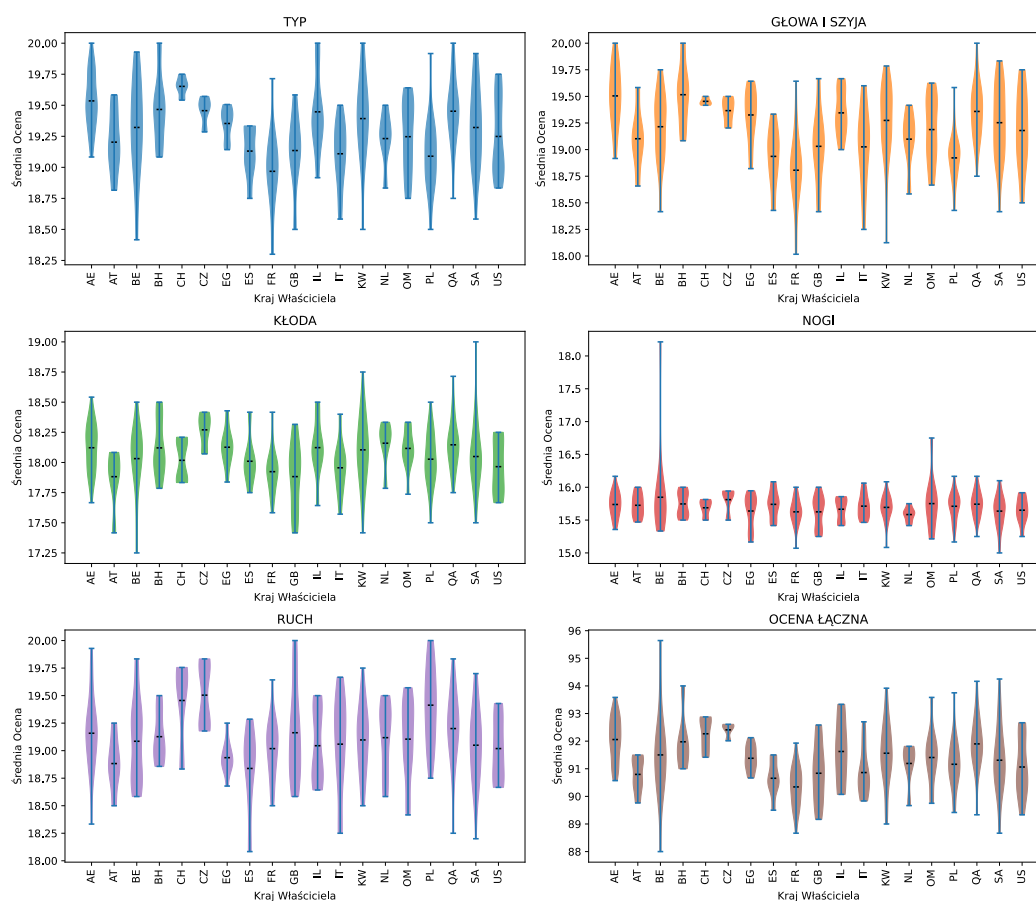 TYP
20.00
19.75
19.50
19.25
19.00
18.75
18.50
18.25
Średnia Ocena
AE AT BE BH CH CZ EG ES FR GB IL IT KW NL OM PL QA SA US
Kraj Właściciela
GŁOWA I SZYJA
20.00
19.75
19.50
19.25
19.00
18.75
18.50
18.25
18.00
Średnia Ocena
AE AT BE BH CH CZ EG ES FR GB IL IT KW NL OM PL QA SA US
Kraj Właściciela
KŁODA
19.00
18.75
18.50
18.25
18.00
17.75
17.50
17.25
Średnia Ocena
AE AT BE BH CH CZ EG ES FR GB IL IT KW NL OM PL QA SA US
Kraj Właściciela
NOGI
18.0
17.5
17.0
16.5
16.0
15.5
15.0
Średnia Ocena
AE AT BE BH CH CZ EG ES FR GB IL IT KW NL OM PL QA SA US
Kraj Właściciela
RUCH
20.00
19.75
19.50
19.25
19.00
18.75
18.50
18.25
18.00
Średnia Ocena
AE AT BE BH CH CZ EG ES FR GB IL IT KW NL OM PL QA SA US
Kraj Właściciela
OCENA ŁĄCZNA
96
95
94
93
92
91
90
89
88
Średnia Ocena
AE AT BE BH CH CZ EG ES FR GB IL IT KW NL OM PL QA SA US
Kraj Właściciela